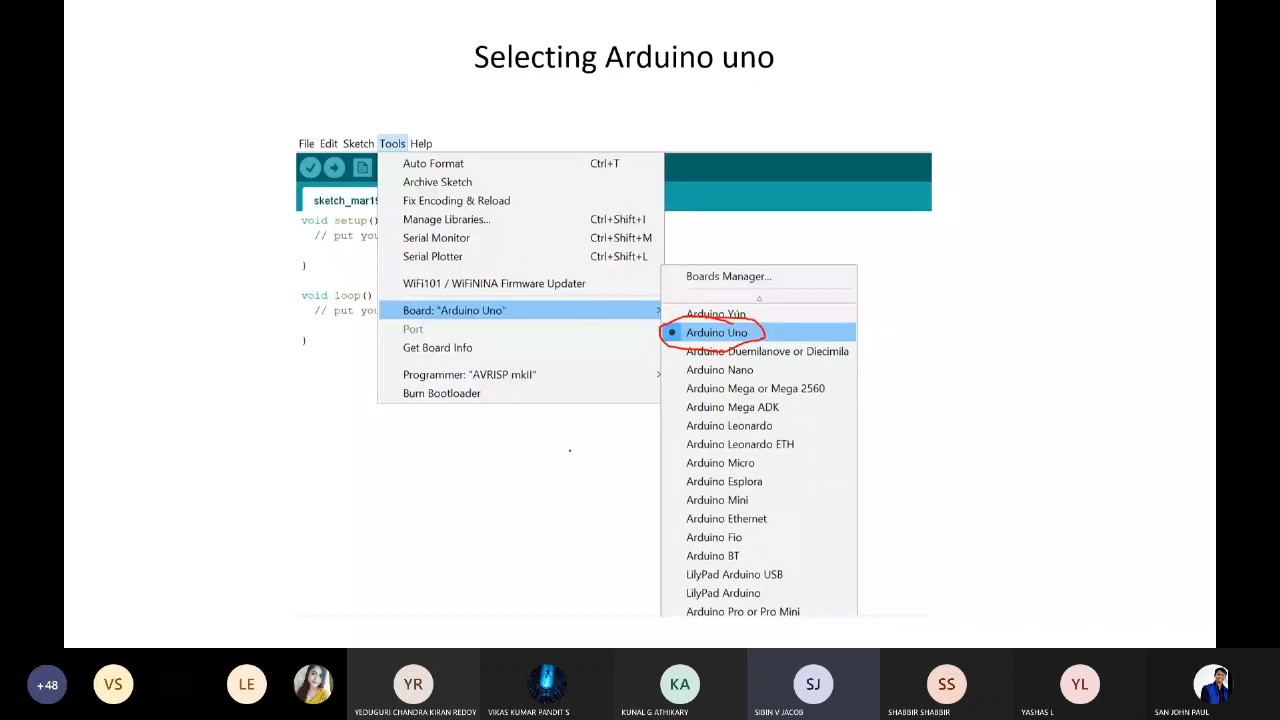 Selecting Arduino uno
File Edit Sketch Tools Help
Auto Format Ctrl+T
Archive Sketch
sketch_mar19
Fix Encoding & Reload
void setup()
Manage Libraries... Ctrl+Shift+I
// put you
Serial Monitor Ctrl+Shift+M
Serial Plotter Ctrl+Shift+L
}
WiFi101 / WiFiNINA Firmware Updater
Boards Manager...
void loop()
// put you
Board: "Arduino Uno"
Arduino Yún
Port
Arduino Uno
}
Get Board Info
Arduino Duemilanove or Diecimila
Programmer: "AVRISP mkII"
Arduino Nano
Burn Bootloader
Arduino Mega or Mega 2560
Arduino Mega ADK
Arduino Leonardo
Arduino Leonardo ETH
Arduino Micro
Arduino Esplora
Arduino Mini
Arduino Ethernet
Arduino Fio
Arduino BT
LilyPad Arduino USB
LilyPad Arduino
Arduino Pro or Pro Mini
+48 VS LE YR KA SJ SS YL
YEDUGURI CHANDRA KIRAN REDDY VIKAS KUMAR PANDIT S KUNAL G ATHIKARY SIBIN V JACOB SHABBIR SHABBIR YASHAS L SAN JOHN PAUL